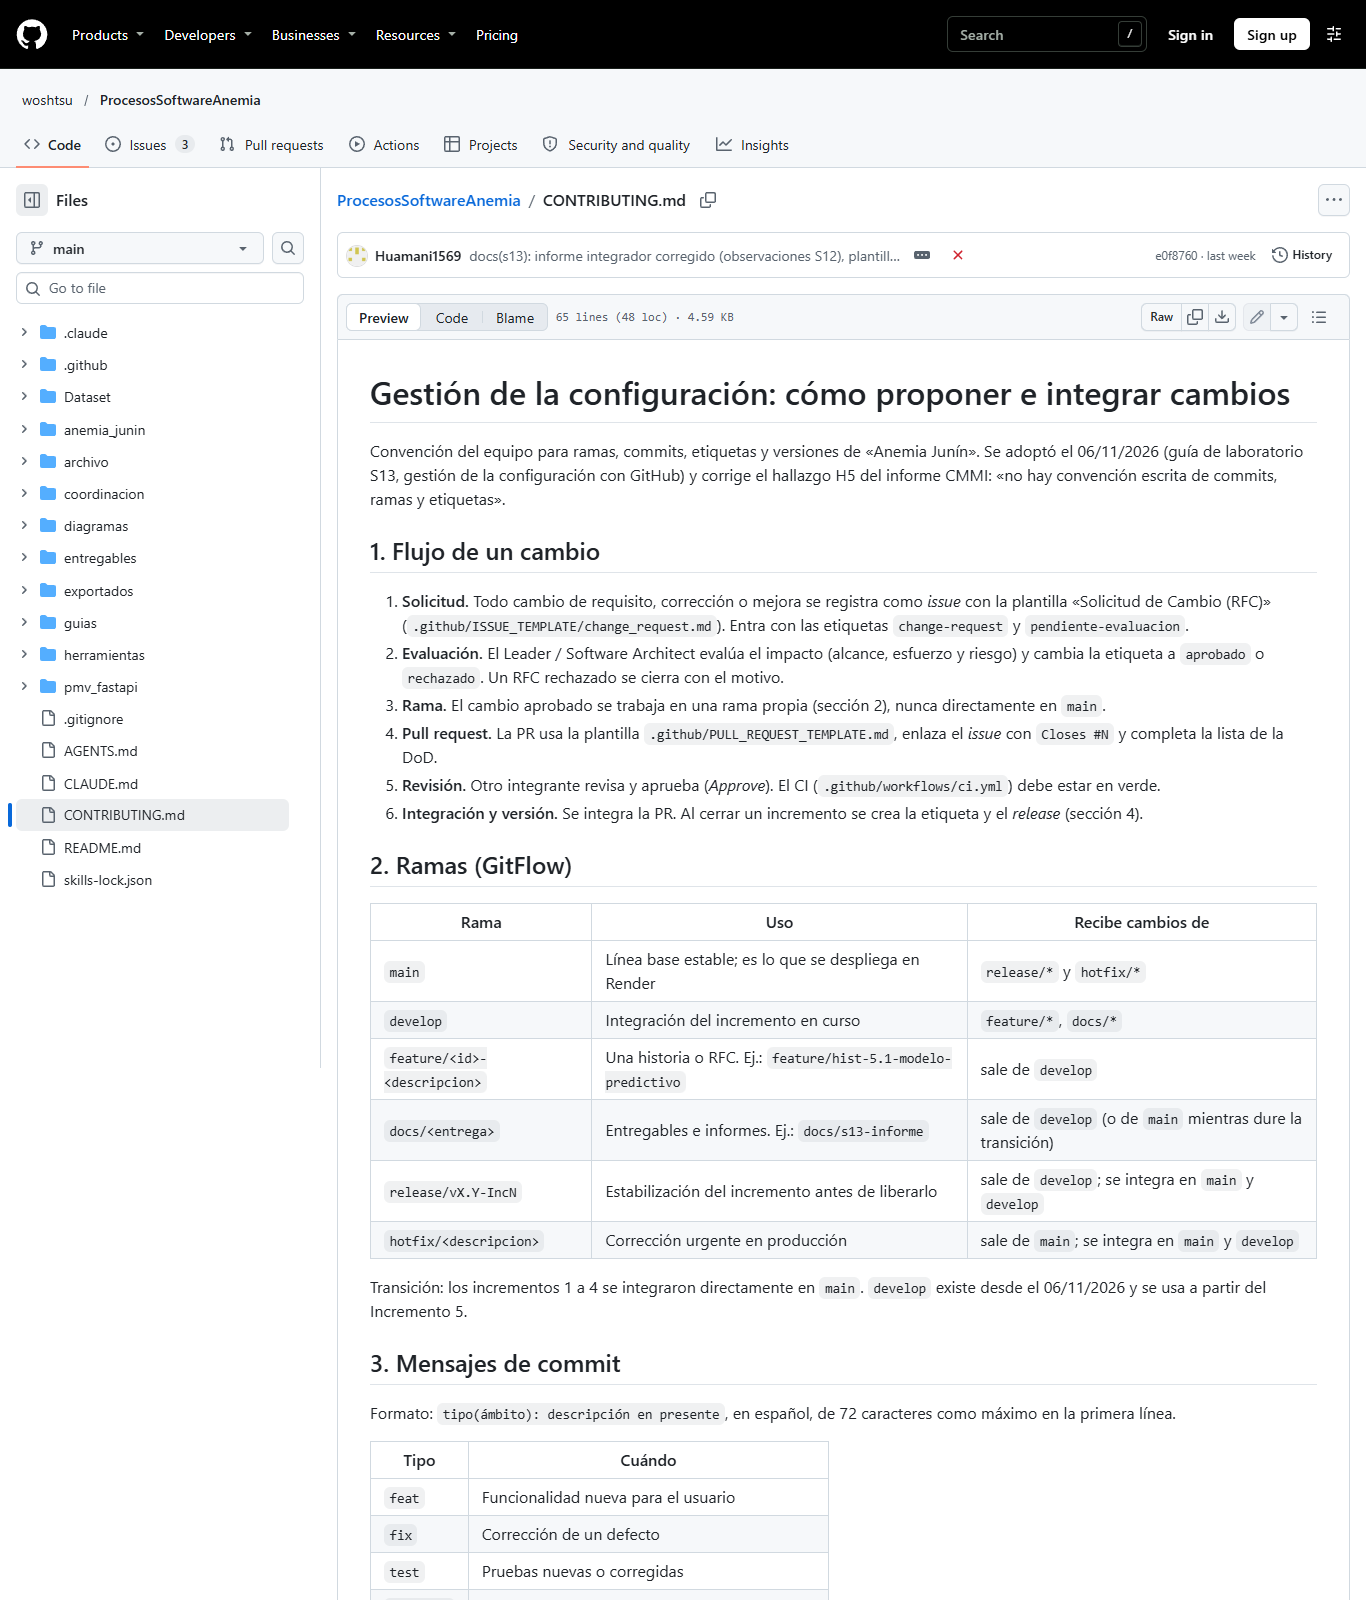 Products
Developers
Businesses
Resources
Pricing
Search
/
Sign in
Sign up
woshtsu / ProcesosSoftwareAnemia
Code
Issues 3
Pull requests
Actions
Projects
Security and quality
Insights
Files
main
Go to file
.claude
.github
Dataset
anemia_junin
archivo
coordinacion
diagramas
entregables
exportados
guias
herramientas
pmv_fastapi
.gitignore
AGENTS.md
CLAUDE.md
CONTRIBUTING.md
README.md
skills-lock.json
ProcesosSoftwareAnemia / CONTRIBUTING.md
Huamani1569 docs(s13): informe integrador corregido (observaciones S12), plantill...
e0f8760 · last week
History
Preview
Code
Blame
65 lines (48 loc) · 4.59 KB
Raw
Gestión de la configuración: cómo proponer e integrar cambios
Convención del equipo para ramas, commits, etiquetas y versiones de «Anemia Junín». Se adoptó el 06/11/2026 (guía de laboratorio
S13, gestión de la configuración con GitHub) y corrige el hallazgo H5 del informe CMMI: «no hay convención escrita de commits,
ramas y etiquetas».
1. Flujo de un cambio
1. Solicitud. Todo cambio de requisito, corrección o mejora se registra como issue con la plantilla «Solicitud de Cambio (RFC)»
( .github/ISSUE_TEMPLATE/change_request.md ). Entra con las etiquetas change-request y pendiente-evaluacion .
2. Evaluación. El Leader / Software Architect evalúa el impacto (alcance, esfuerzo y riesgo) y cambia la etiqueta a aprobado o
rechazado . Un RFC rechazado se cierra con el motivo.
3. Rama. El cambio aprobado se trabaja en una rama propia (sección 2), nunca directamente en main .
4. Pull request. La PR usa la plantilla .github/PULL_REQUEST_TEMPLATE.md , enlaza el issue con Closes #N y completa la lista de la
DoD.
5. Revisión. Otro integrante revisa y aprueba (Approve). El CI ( .github/workflows/ci.yml ) debe estar en verde.
6. Integración y versión. Se integra la PR. Al cerrar un incremento se crea la etiqueta y el release (sección 4).
2. Ramas (GitFlow)
Rama
Uso
Recibe cambios de
main
Línea base estable; es lo que se despliega en
Render
release/* y hotfix/*
develop
Integración del incremento en curso
feature/* , docs/*
feature/<id>-
<descripcion>
Una historia o RFC. Ej.: feature/hist-5.1-modelo-
predictivo
sale de develop
docs/<entrega>
Entregables e informes. Ej.: docs/s13-informe
sale de develop (o de main mientras dure la
transición)
release/vX.Y-IncN
Estabilización del incremento antes de liberarlo
sale de develop ; se integra en main y
develop
hotfix/<descripcion>
Corrección urgente en producción
sale de main ; se integra en main y develop
Transición: los incrementos 1 a 4 se integraron directamente en main . develop existe desde el 06/11/2026 y se usa a partir del
Incremento 5.
3. Mensajes de commit
Formato: tipo(ámbito): descripción en presente , en español, de 72 caracteres como máximo en la primera línea.
Tipo
Cuándo
feat
Funcionalidad nueva para el usuario
fix
Corrección de un defecto
test
Pruebas nuevas o corregidas